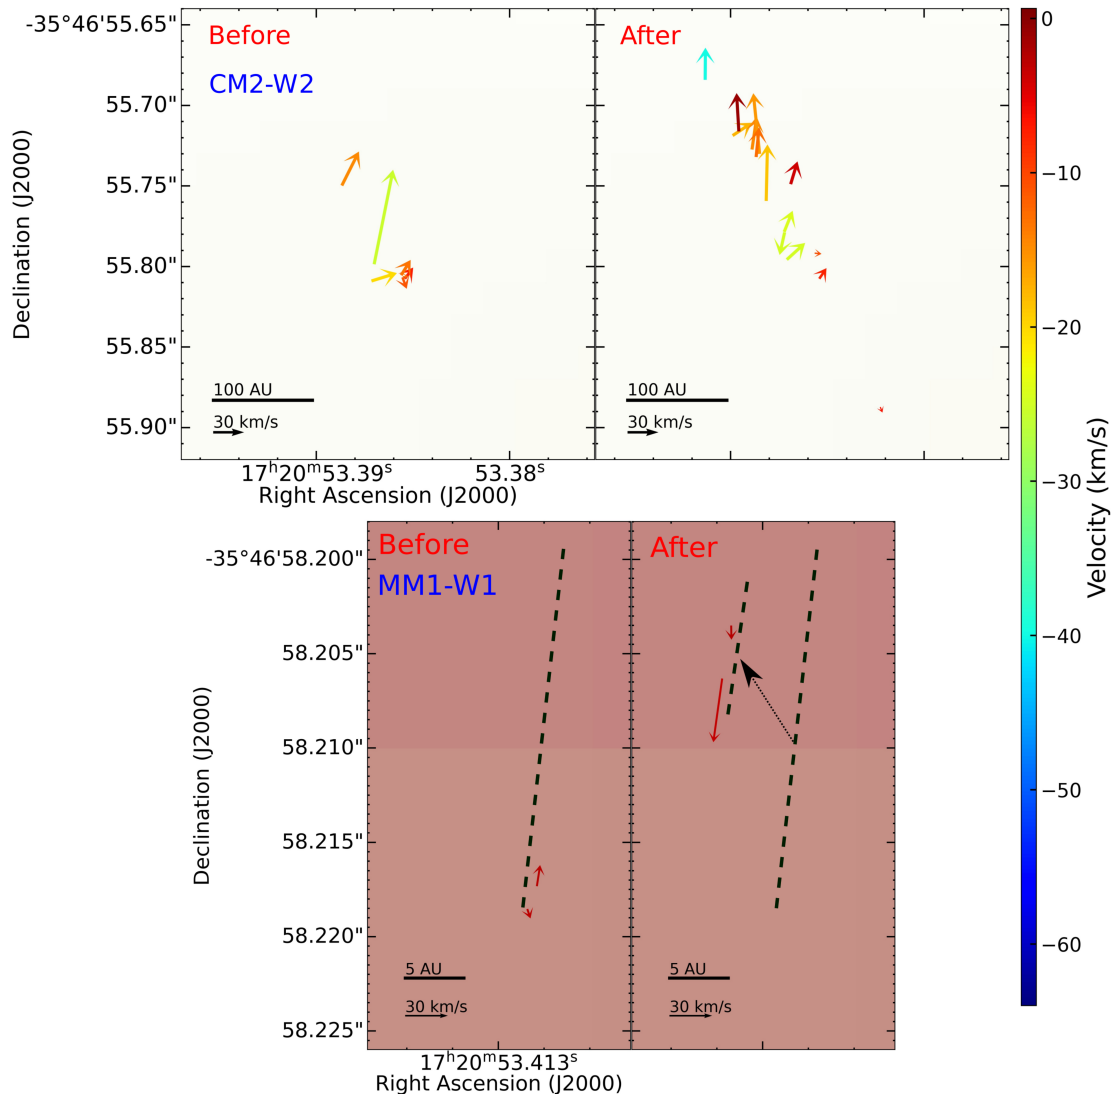 -35°46'55.65"
55.70"
55.75"
55.80"
55.85"
55.90"
Declination (J2000)
Before
CM2-W2
100 AU
30 km/s
After
100 AU
30 km/s
17ʰ20ᵐ53.39ˢ
53.38ˢ
Right Ascension (J2000)
0
−10
−20
−30
−40
−50
−60
Velocity (km/s)
-35°46'58.200"
58.205"
58.210"
58.215"
58.220"
58.225"
Declination (J2000)
Before
MM1-W1
5 AU
30 km/s
After
5 AU
30 km/s
17ʰ20ᵐ53.413ˢ
Right Ascension (J2000)